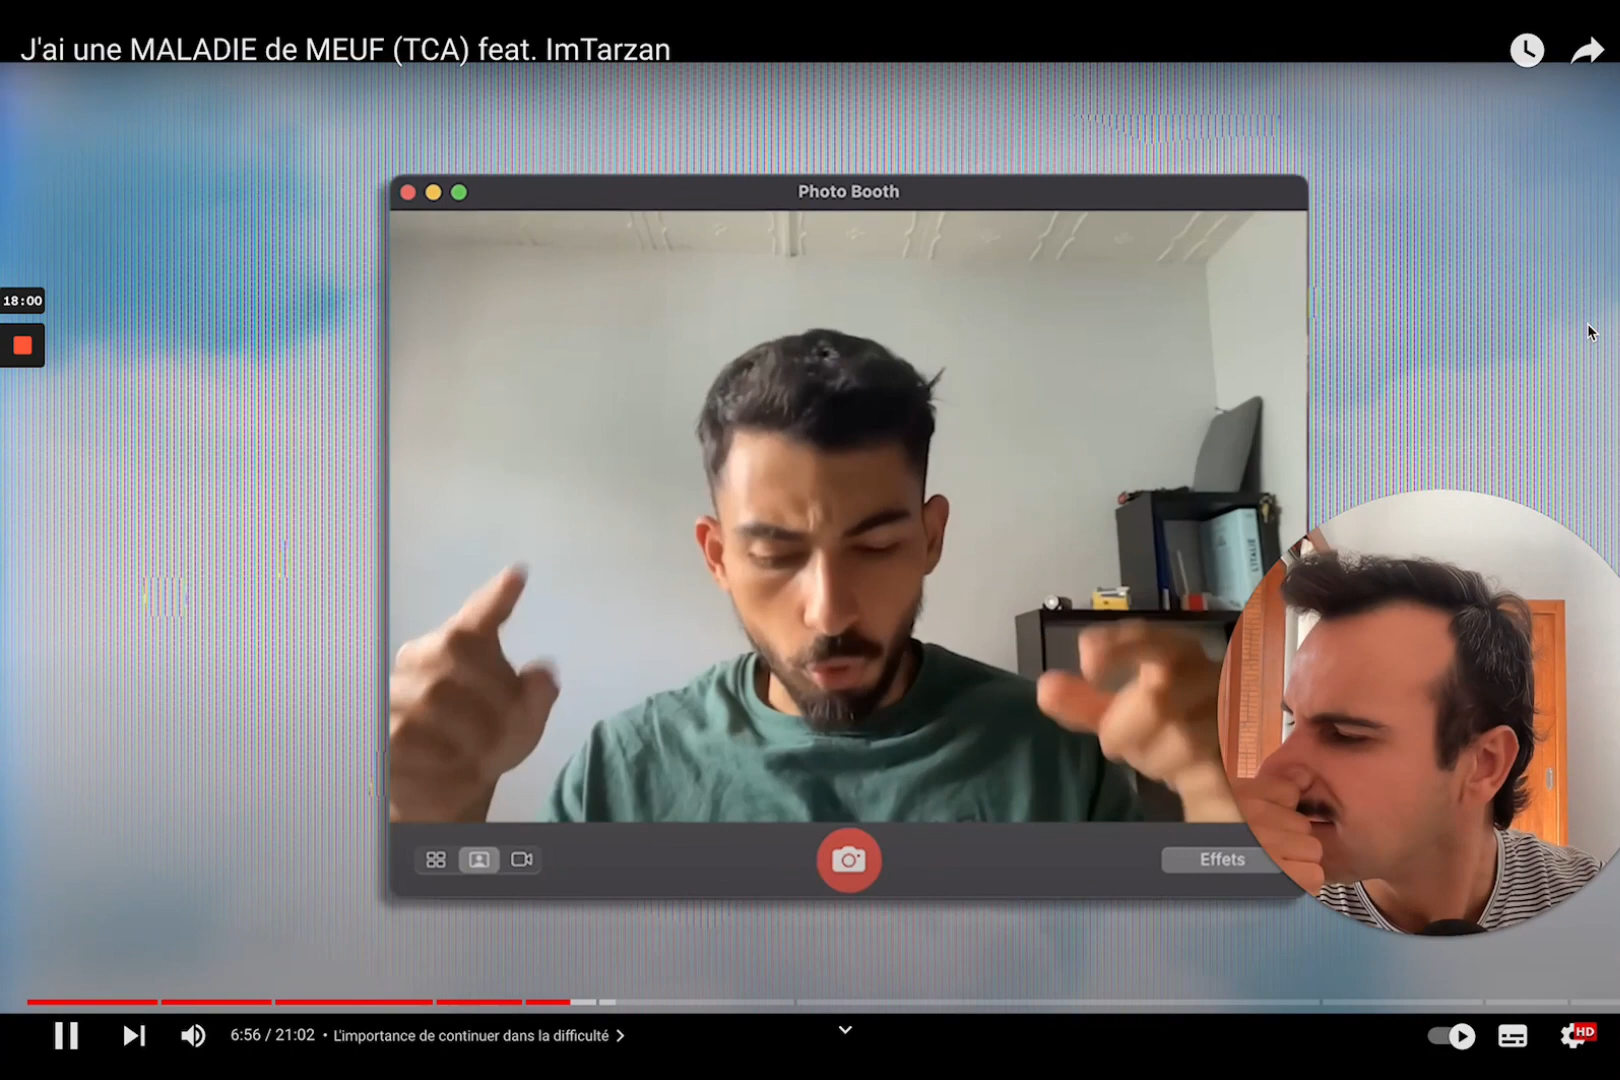 J'ai une MALADIE de MEUF (TCA) feat. ImTarzan
Photo Booth
18:00
L'ITALIE
Effets
6:56 / 21:02 • L'importance de continuer dans la difficulté
HD